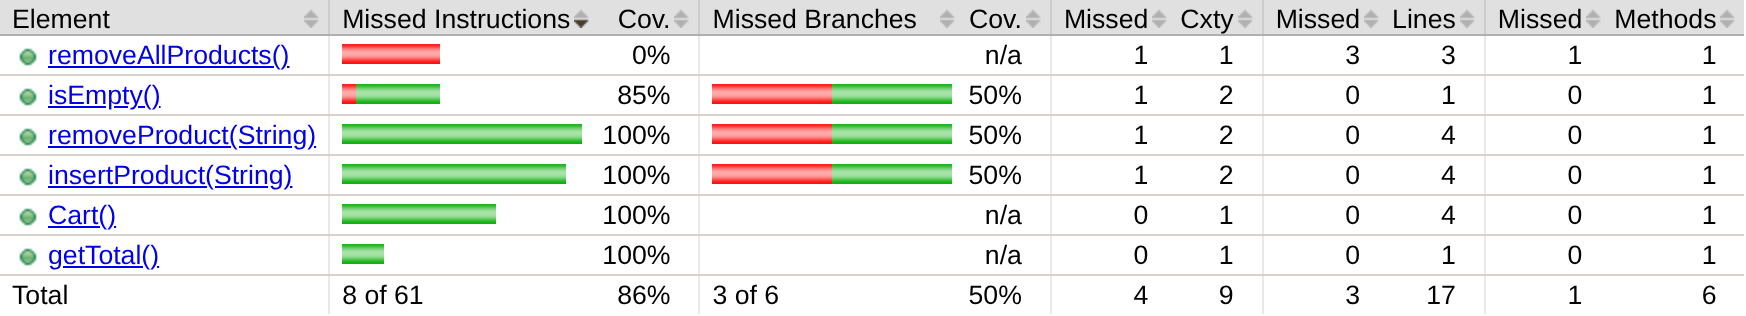 Element Missed Instructions Cov. Missed Branches Cov. Missed Cxty Missed Lines Missed Methods
removeAllProducts() 0% n/a 1 1 3 3 1 1
isEmpty() 85% 50% 1 2 0 1 0 1
removeProduct(String) 100% 50% 1 2 0 4 0 1
insertProduct(String) 100% 50% 1 2 0 4 0 1
Cart() 100% n/a 0 1 0 4 0 1
getTotal() 100% n/a 0 1 0 1 0 1
Total 8 of 61 86% 3 of 6 50% 4 9 3 17 1 6